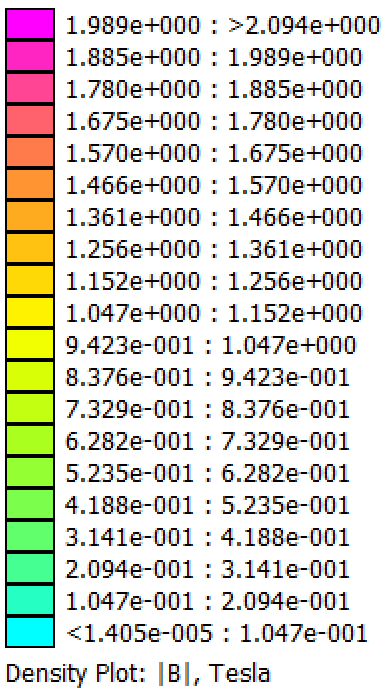 1.989e+000 : >2.094e+000
1.885e+000 : 1.989e+000
1.780e+000 : 1.885e+000
1.675e+000 : 1.780e+000
1.570e+000 : 1.675e+000
1.466e+000 : 1.570e+000
1.361e+000 : 1.466e+000
1.256e+000 : 1.361e+000
1.152e+000 : 1.256e+000
1.047e+000 : 1.152e+000
9.423e-001 : 1.047e+000
8.376e-001 : 9.423e-001
7.329e-001 : 8.376e-001
6.282e-001 : 7.329e-001
5.235e-001 : 6.282e-001
4.188e-001 : 5.235e-001
3.141e-001 : 4.188e-001
2.094e-001 : 3.141e-001
1.047e-001 : 2.094e-001
<1.405e-005 : 1.047e-001
Density Plot: |B|, Tesla